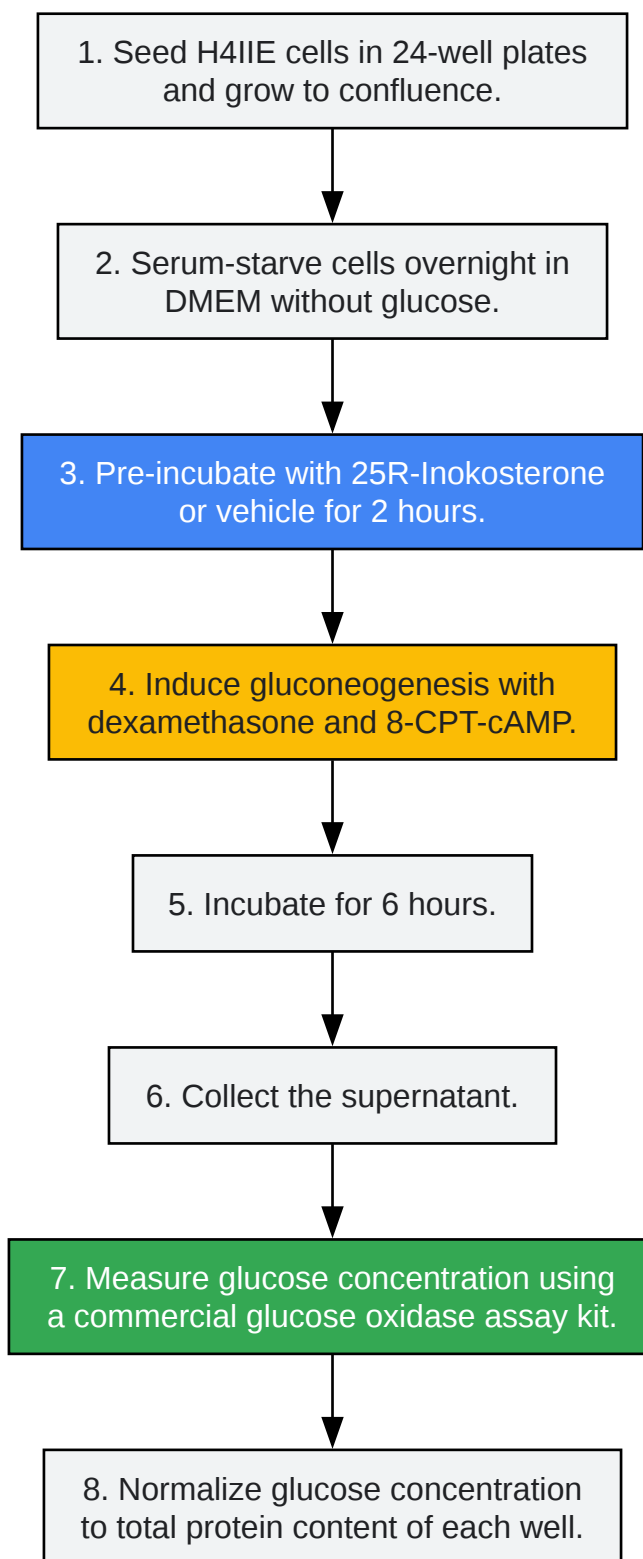 1. Seed H4IIE cells in 24-well plates
and grow to confluence.
2. Serum-starve cells overnight in
DMEM without glucose.
3. Pre-incubate with 25R-Inokosterone
or vehicle for 2 hours.
4. Induce gluconeogenesis with
dexamethasone and 8-CPT-cAMP.
5. Incubate for 6 hours.
6. Collect the supernatant.
7. Measure glucose concentration using
a commercial glucose oxidase assay kit.
8. Normalize glucose concentration
to total protein content of each well.